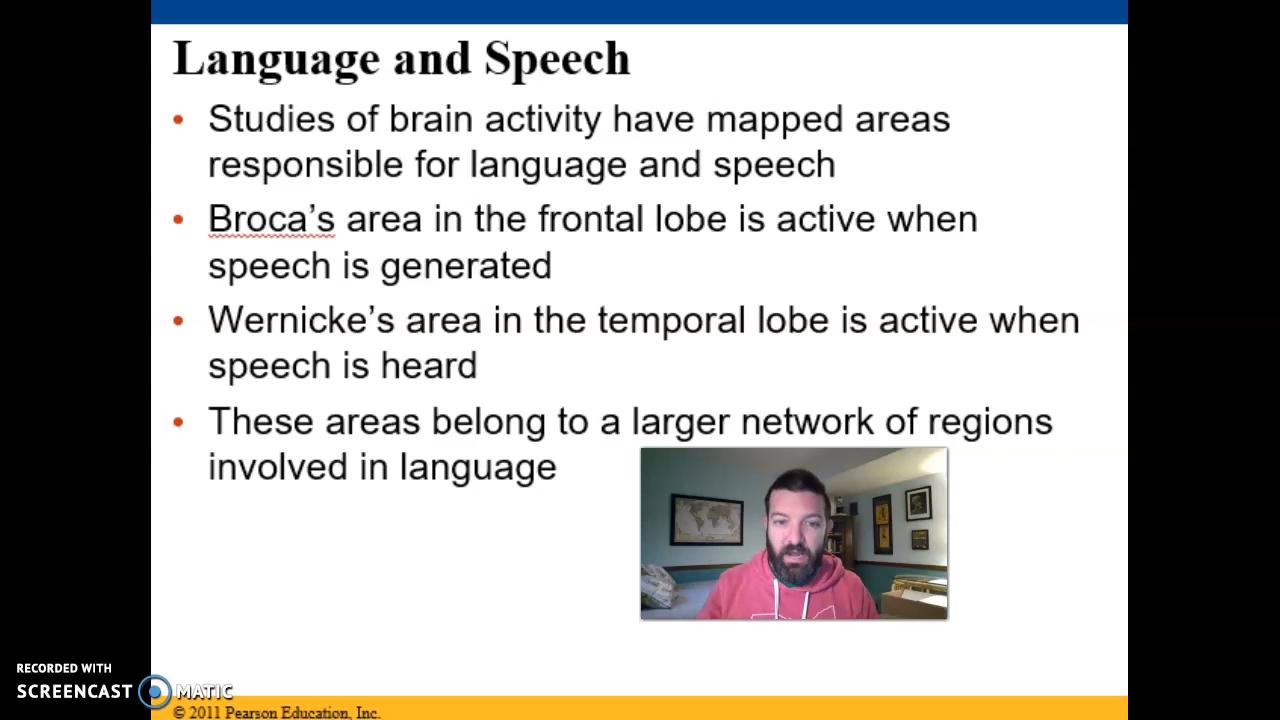 Language and Speech
• Studies of brain activity have mapped areas
responsible for language and speech
• Broca's area in the frontal lobe is active when
speech is generated
• Wernicke's area in the temporal lobe is active when
speech is heard
• These areas belong to a larger network of regions
involved in language
RECORDED WITH
SCREENCAST MATIC
© 2011 Pearson Education, Inc.